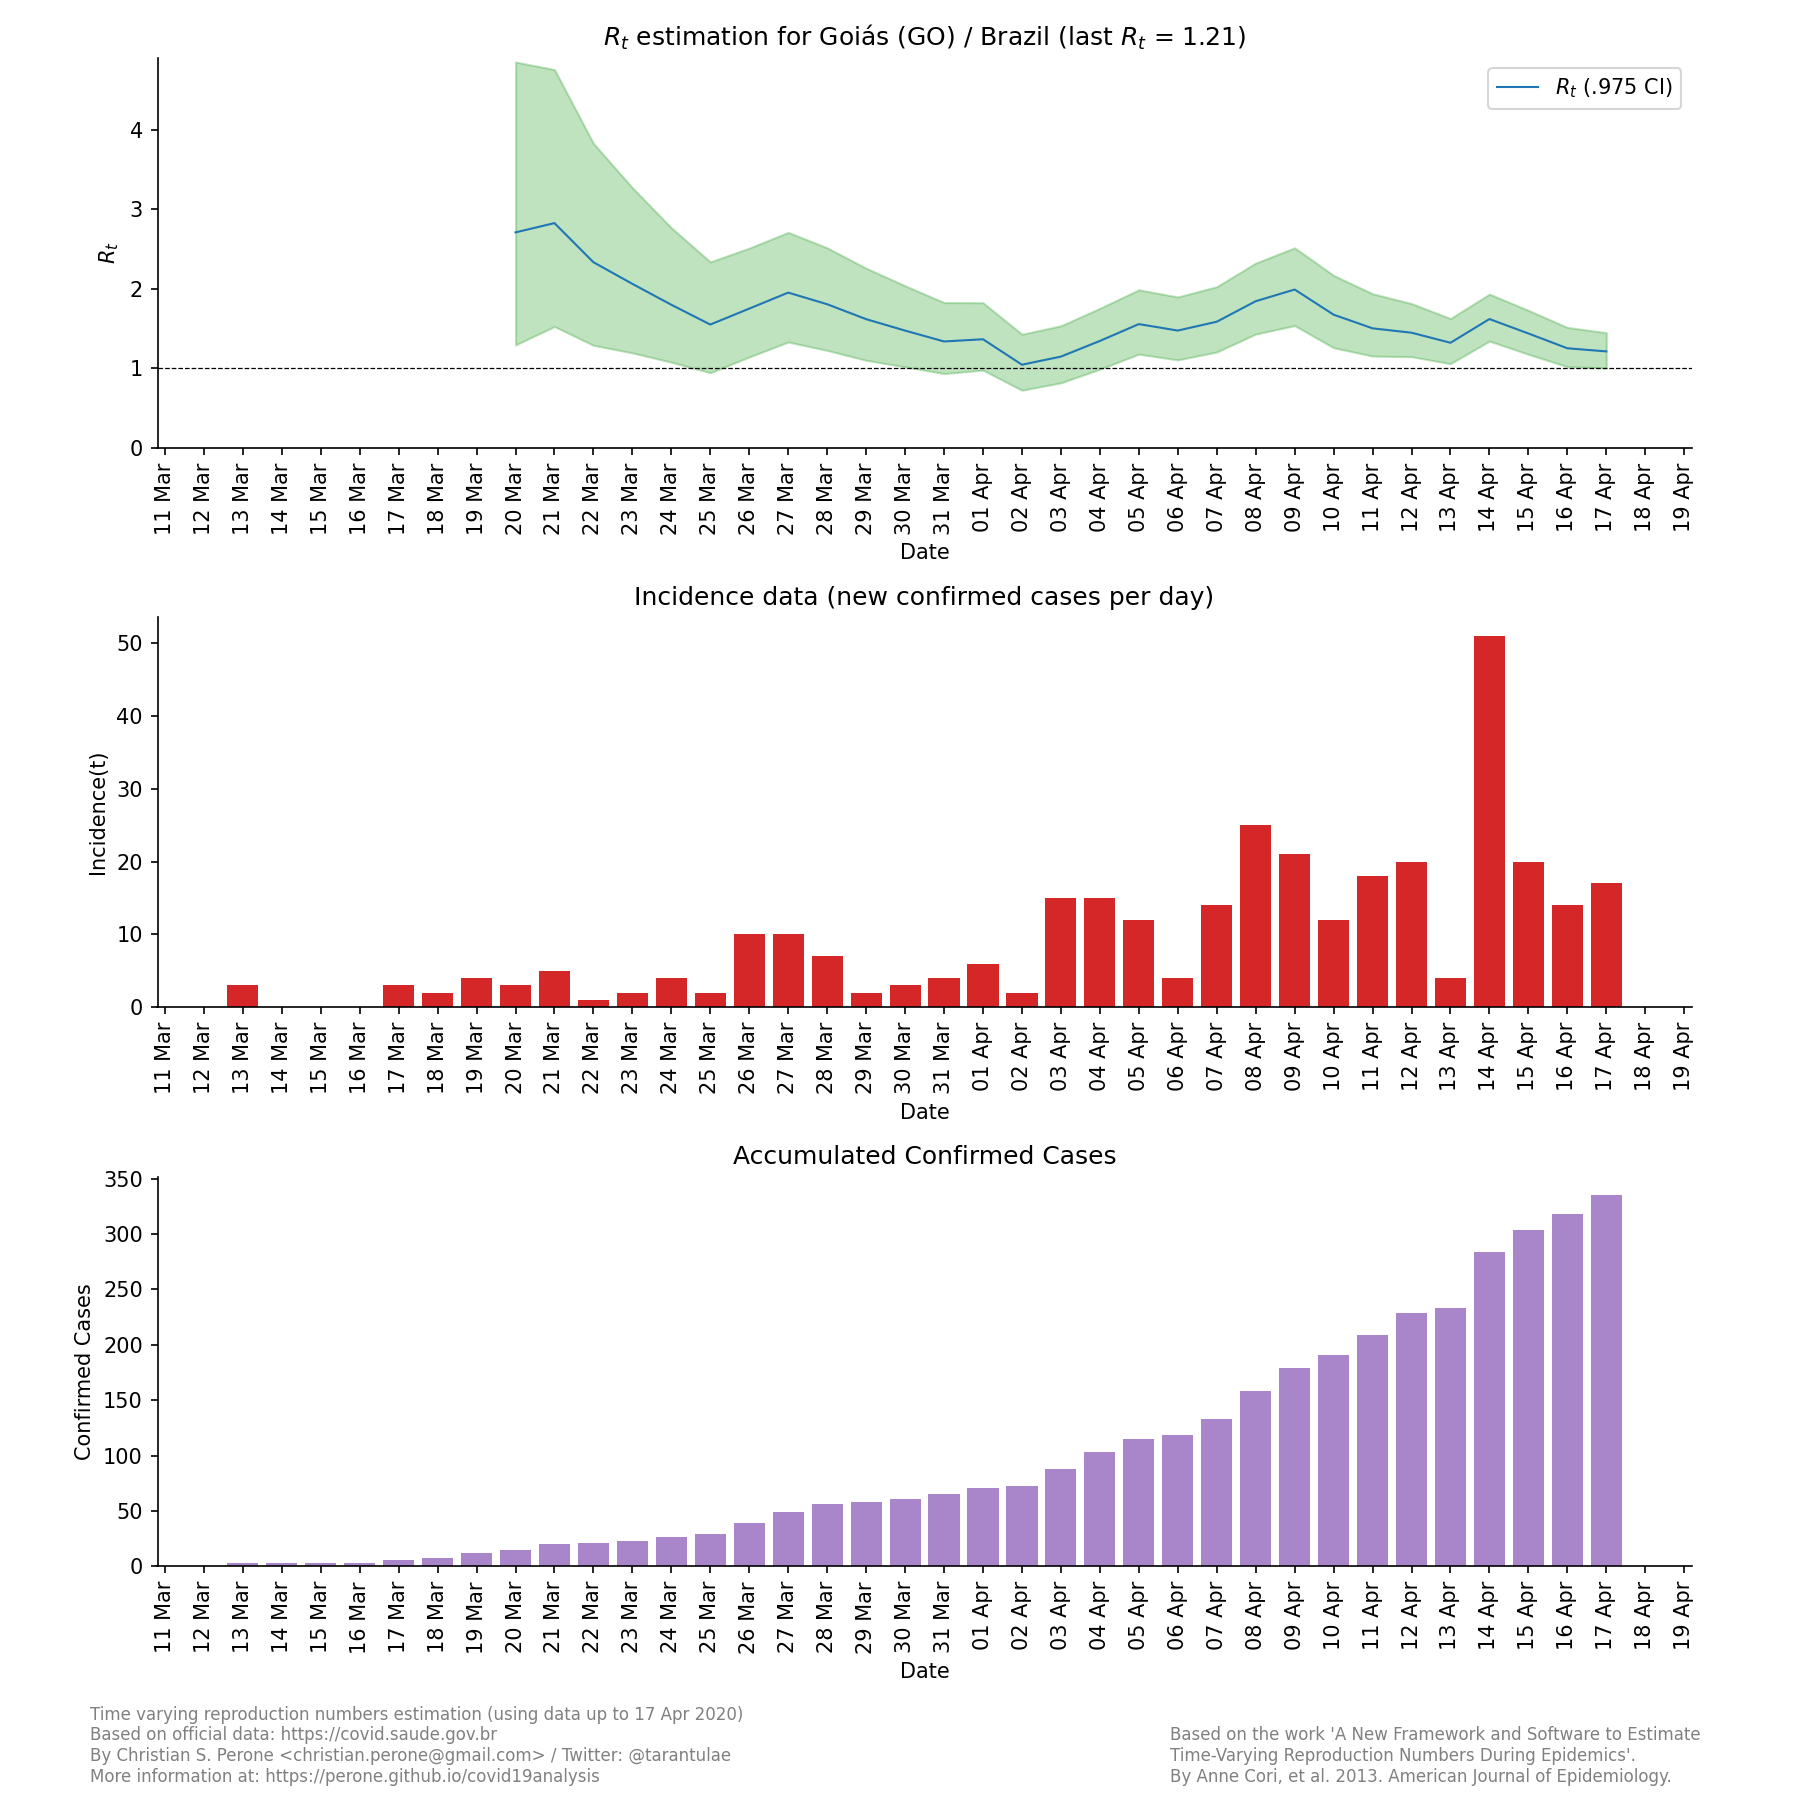 R_t estimation for Goiás (GO) / Brazil (last R_t = 1.21)
R_t (.975 CI)
R_t
4
3
2
1
0
11 Mar 12 Mar 13 Mar 14 Mar 15 Mar 16 Mar 17 Mar 18 Mar 19 Mar 20 Mar 21 Mar 22 Mar 23 Mar 24 Mar 25 Mar 26 Mar 27 Mar 28 Mar 29 Mar 30 Mar 31 Mar 01 Apr 02 Apr 03 Apr 04 Apr 05 Apr 06 Apr 07 Apr 08 Apr 09 Apr 10 Apr 11 Apr 12 Apr 13 Apr 14 Apr 15 Apr 16 Apr 17 Apr 18 Apr 19 Apr
Date
Incidence data (new confirmed cases per day)
Incidence(t)
50
40
30
20
10
0
11 Mar 12 Mar 13 Mar 14 Mar 15 Mar 16 Mar 17 Mar 18 Mar 19 Mar 20 Mar 21 Mar 22 Mar 23 Mar 24 Mar 25 Mar 26 Mar 27 Mar 28 Mar 29 Mar 30 Mar 31 Mar 01 Apr 02 Apr 03 Apr 04 Apr 05 Apr 06 Apr 07 Apr 08 Apr 09 Apr 10 Apr 11 Apr 12 Apr 13 Apr 14 Apr 15 Apr 16 Apr 17 Apr 18 Apr 19 Apr
Date
Accumulated Confirmed Cases
Confirmed Cases
350
300
250
200
150
100
50
0
11 Mar 12 Mar 13 Mar 14 Mar 15 Mar 16 Mar 17 Mar 18 Mar 19 Mar 20 Mar 21 Mar 22 Mar 23 Mar 24 Mar 25 Mar 26 Mar 27 Mar 28 Mar 29 Mar 30 Mar 31 Mar 01 Apr 02 Apr 03 Apr 04 Apr 05 Apr 06 Apr 07 Apr 08 Apr 09 Apr 10 Apr 11 Apr 12 Apr 13 Apr 14 Apr 15 Apr 16 Apr 17 Apr 18 Apr 19 Apr
Date
Time varying reproduction numbers estimation (using data up to 17 Apr 2020)
Based on official data: https://covid.saude.gov.br
By Christian S. Perone <christian.perone@gmail.com> / Twitter: @tarantulae
More information at: https://perone.github.io/covid19analysis
Based on the work 'A New Framework and Software to Estimate
Time-Varying Reproduction Numbers During Epidemics'.
By Anne Cori, et al. 2013. American Journal of Epidemiology.